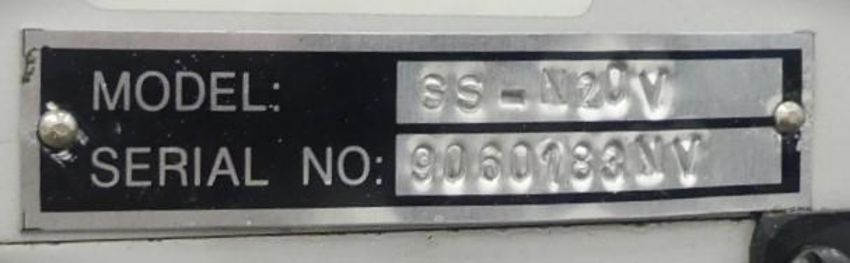 MODEL: SS-N20V
SERIAL NO: 9060183NV